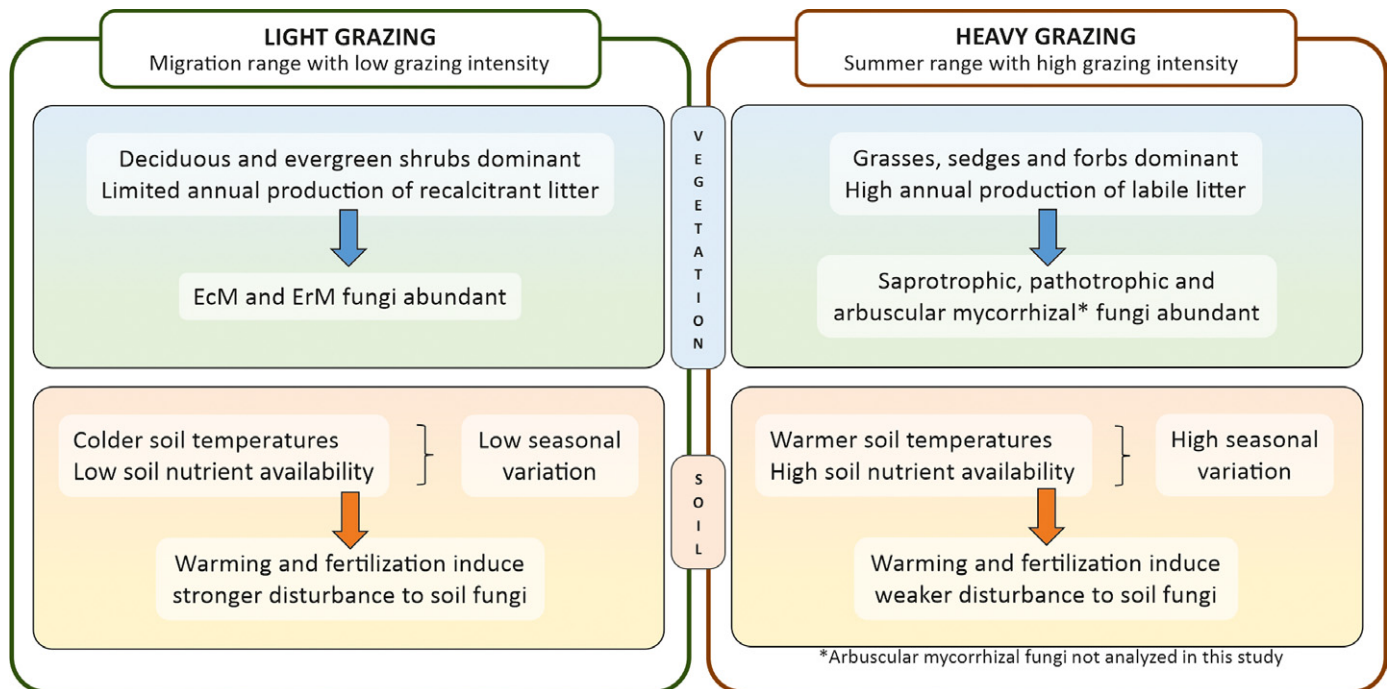 LIGHT GRAZING
Migration range with low grazing intensity
Deciduous and evergreen shrubs dominant
Limited annual production of recalcitrant litter
EcM and ErM fungi abundant
Colder soil temperatures
Low soil nutrient availability
Low seasonal
variation
Warming and fertilization induce
stronger disturbance to soil fungi
VEGETATION
SOIL
HEAVY GRAZING
Summer range with high grazing intensity
Grasses, sedges and forbs dominant
High annual production of labile litter
Saprotrophic, pathotrophic and
arbuscular mycorrhizal* fungi abundant
Warmer soil temperatures
High soil nutrient availability
High seasonal
variation
Warming and fertilization induce
weaker disturbance to soil fungi
*Arbuscular mycorrhizal fungi not analyzed in this study